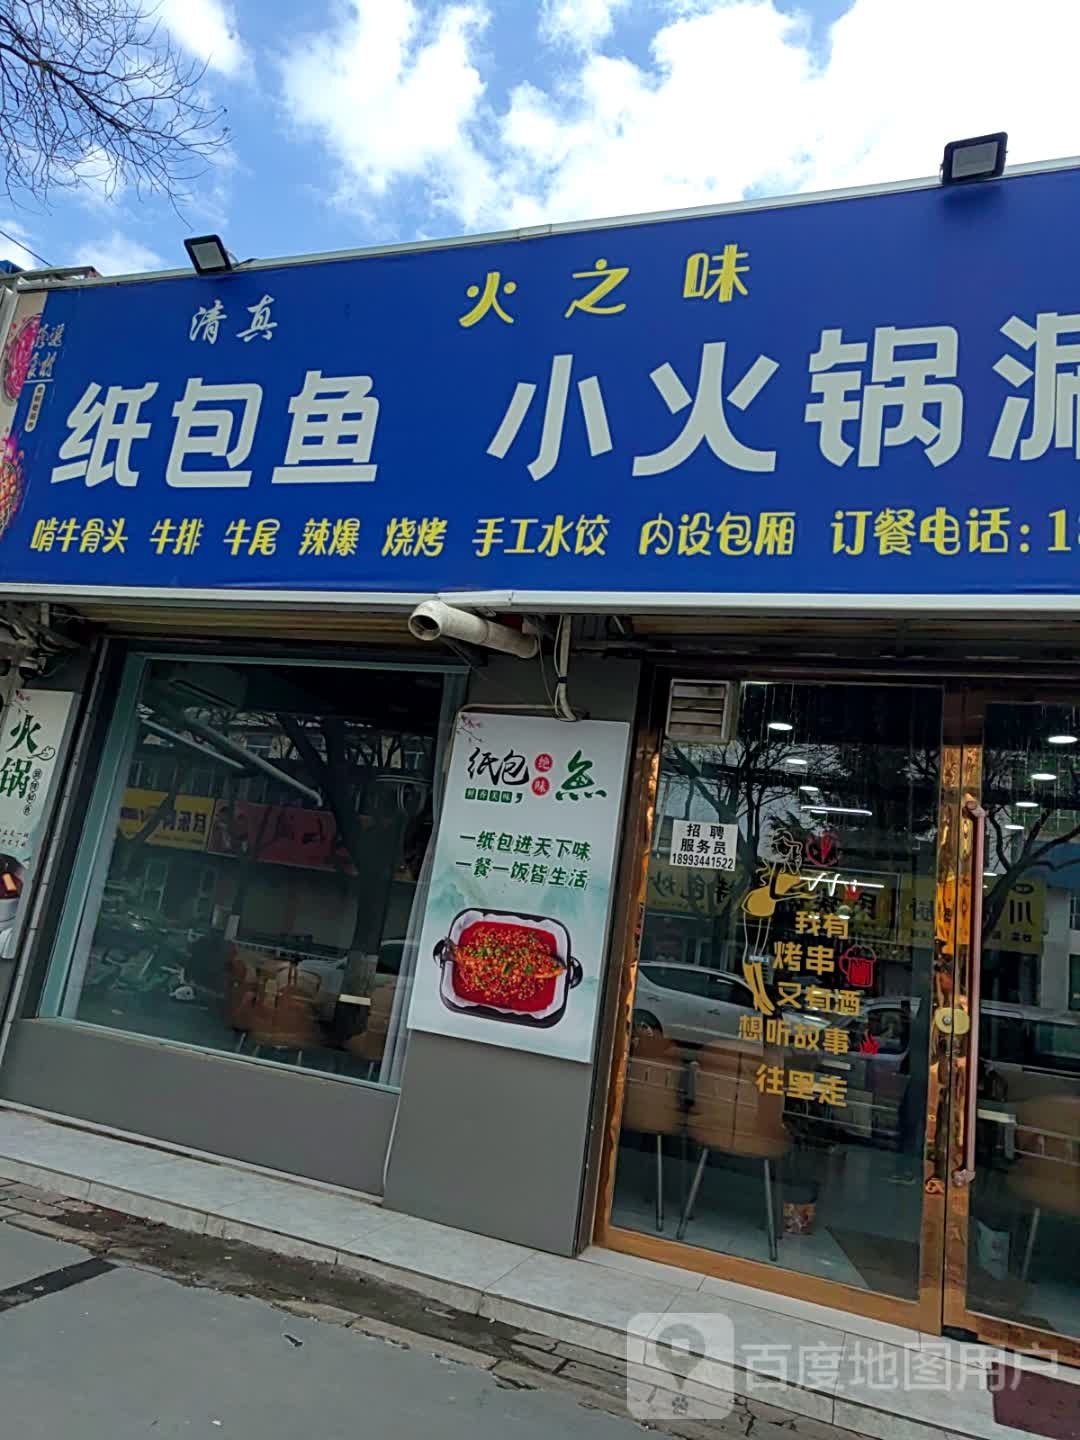 清真
火之味
纸包鱼 小火锅涮
啃牛骨头 牛排 牛尾 辣爆 烧烤 手工水饺 内设包厢 订餐电话:18
火之
锅
纸包 绝味 魚
一纸包进天下味
一餐一饭皆生活
招聘
服务员
18993441522
我有
烤串
又有酒
想听故事
往里走
百度地图用户